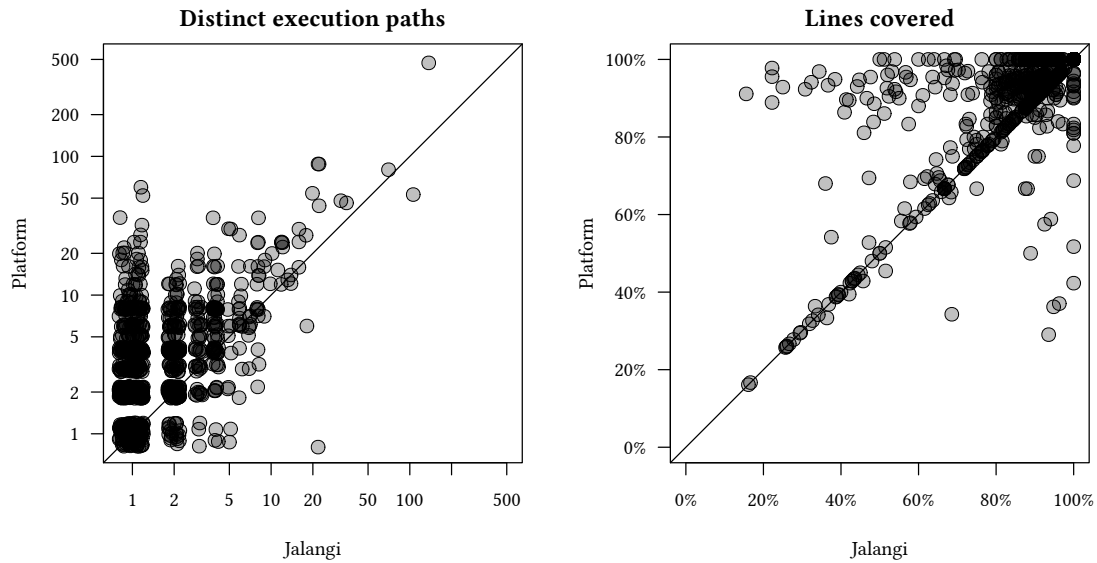 Distinct execution paths
500
200
100
50
20
10
5
2
1
Platform
1 2 5 10 20 50 100 500
Jalangi
Lines covered
100%
80%
60%
40%
20%
0%
Platform
0% 20% 40% 60% 80% 100%
Jalangi